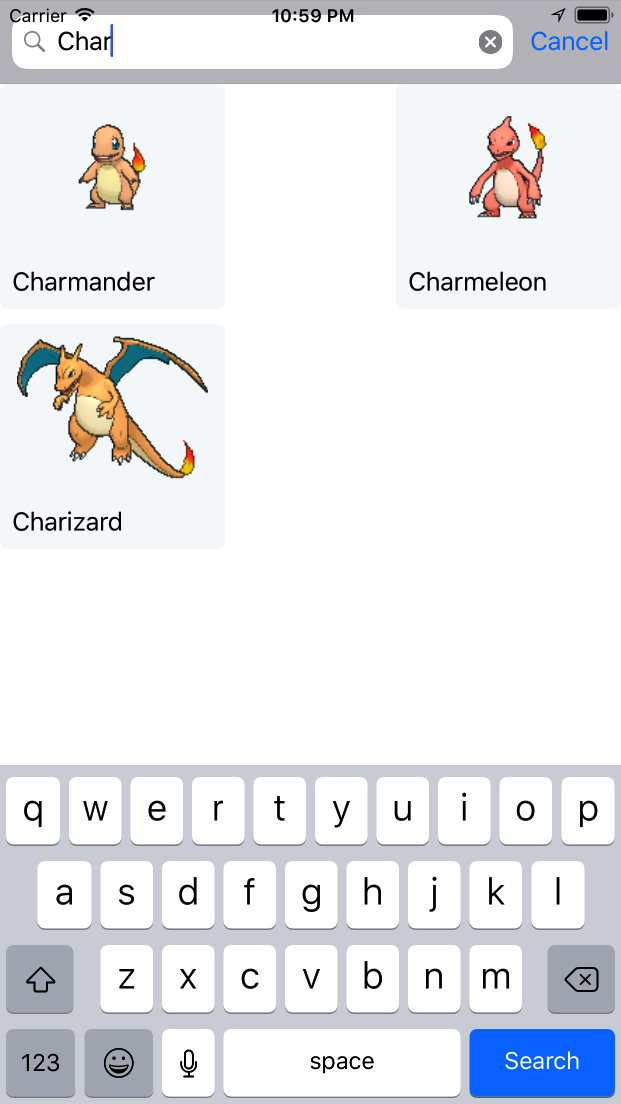 Carrier 10:59 PM
Char Cancel
Charmander Charmeleon
Charizard
q w e r t y u i o p
a s d f g h j k l
z x c v b n m
123 space Search